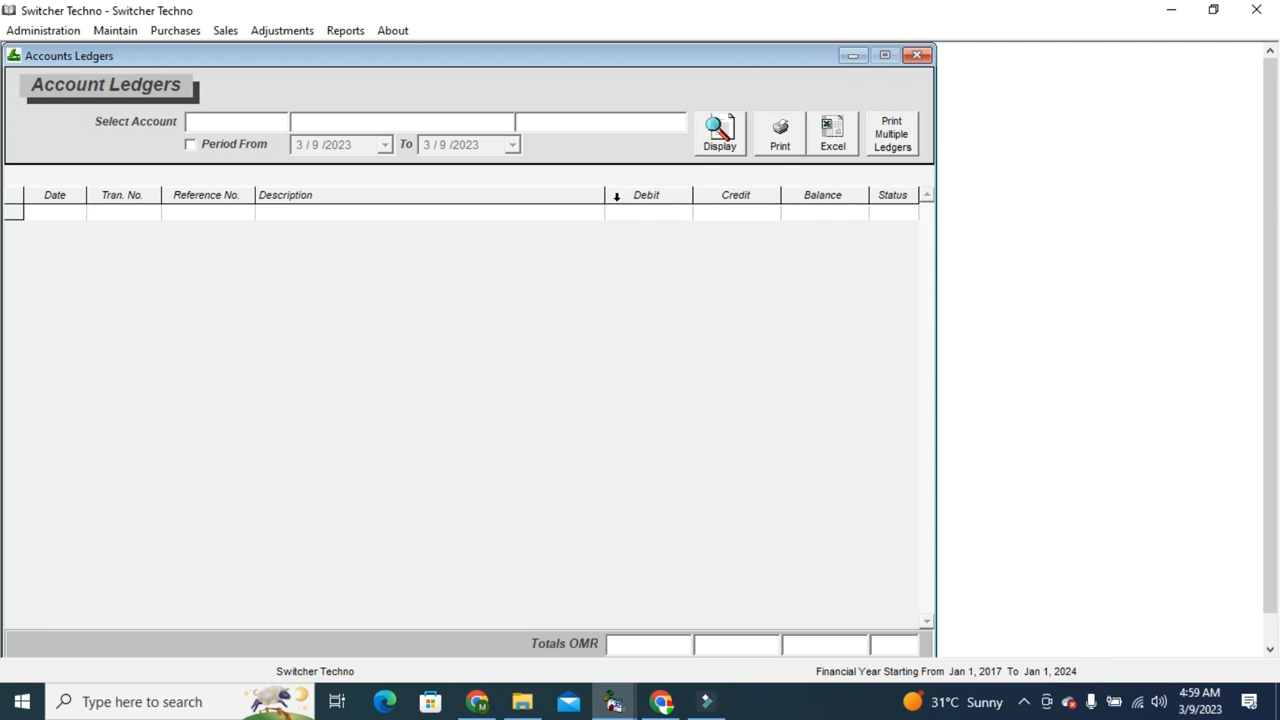 Switcher Techno - Switcher Techno
Administration Maintain Purchases Sales Adjustments Reports About
Accounts Ledgers
Account Ledgers
Select Account
Period From 3 / 9 /2023 To 3 / 9 /2023
Display
Print
Excel
Print
Multiple
Ledgers
Date Tran. No. Reference No. Description Debit Credit Balance Status
Totals OMR
Switcher Techno Financial Year Starting From Jan 1, 2017 To Jan 1, 2024
Type here to search
31°C Sunny
4:59 AM
3/9/2023